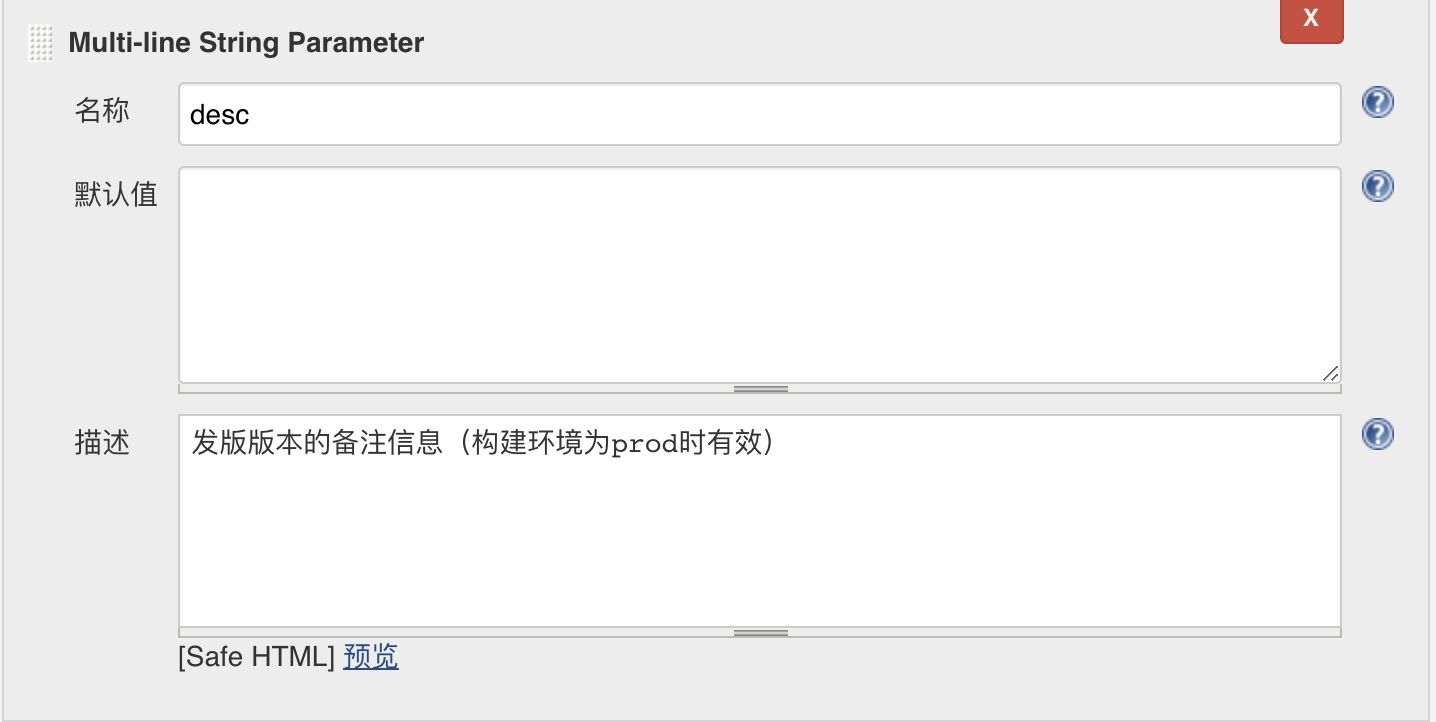 X
Multi-line String Parameter
名称 desc
默认值
描述 发版版本的备注信息（构建环境为prod时有效）
[Safe HTML] 预览